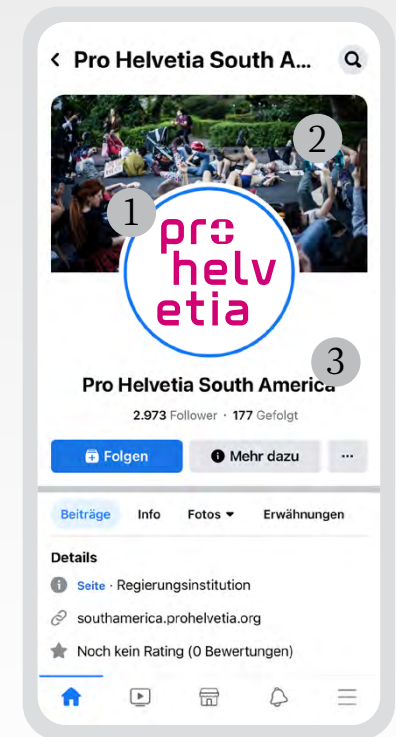 Pro Helvetia South A...
2
1
pro
helv
etia
3
Pro Helvetia South America
2.973 Follower · 177 Gefolgt
Folgen
Mehr dazu
...
Beiträge Info Fotos Erwähnungen
Details
Seite · Regierungsinstitution
southamerica.prohelvetia.org
Noch kein Rating (0 Bewertungen)